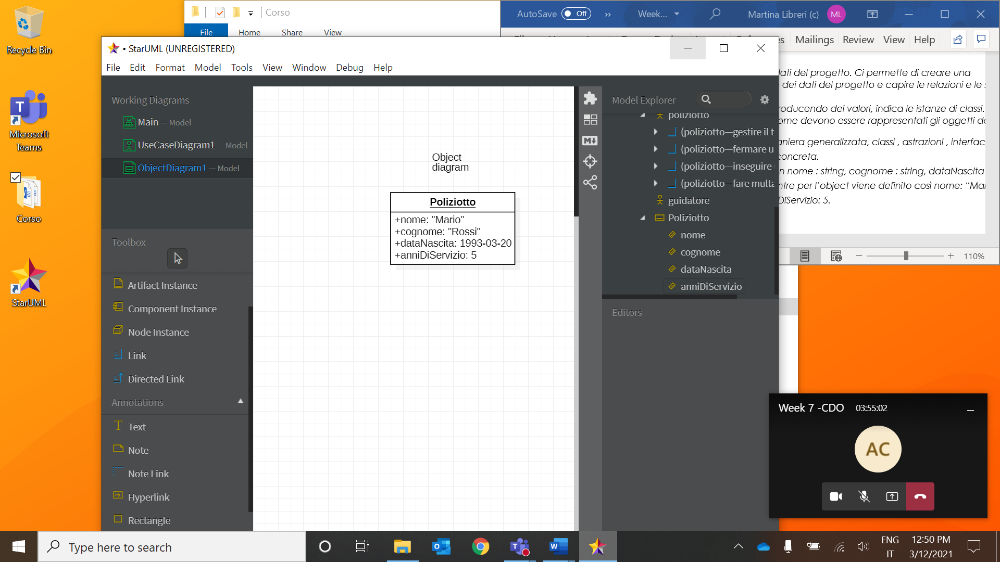 Recycle Bin
Microsoft
Teams
Corso
StarUML
Corso
File
Home
Share
View
AutoSave
Off
Week...
Martina Libreri (c)
ML
Mailings
Review
View
Help
• StarUML (UNREGISTERED)
File
Edit
Format
Model
Tools
View
Window
Debug
Help
Working Diagrams
Main — Model
UseCaseDiagram1 — Model
ObjectDiagram1 — Model
Toolbox
Artifact Instance
Component Instance
Node Instance
Link
Directed Link
Annotations
Text
Note
Note Link
Hyperlink
Rectangle
Object
diagram
Poliziotto
+nome: "Mario"
+cognome: "Rossi"
+dataNascita: 1993-03-20
+anniDiServizio: 5
Model Explorer
poliziotto
(poliziotto—gestire il t
(poliziotto—fermare u
(poliziotto—inseguire
(poliziotto—fare multa
guidatore
Poliziotto
nome
cognome
dataNascita
anniDiServizio
Editors
dati del progetto. Ci permette di creare una
dei dati del progetto e capire le relazioni e le s
roducendo dei valori, indica le istanze di classi.
ome devono essere rappresentati gli oggetti de
aniera generalizzata, classi , astrazioni , interfac
concreta.
n nome : string, cognome : string, dataNascita
ntre per l'object viene definito così nome: “Mar
DiServizio: 5.
110%
Week 7 -CDO
03:55:02
AC
Type here to search
ENG
IT
12:50 PM
3/12/2021